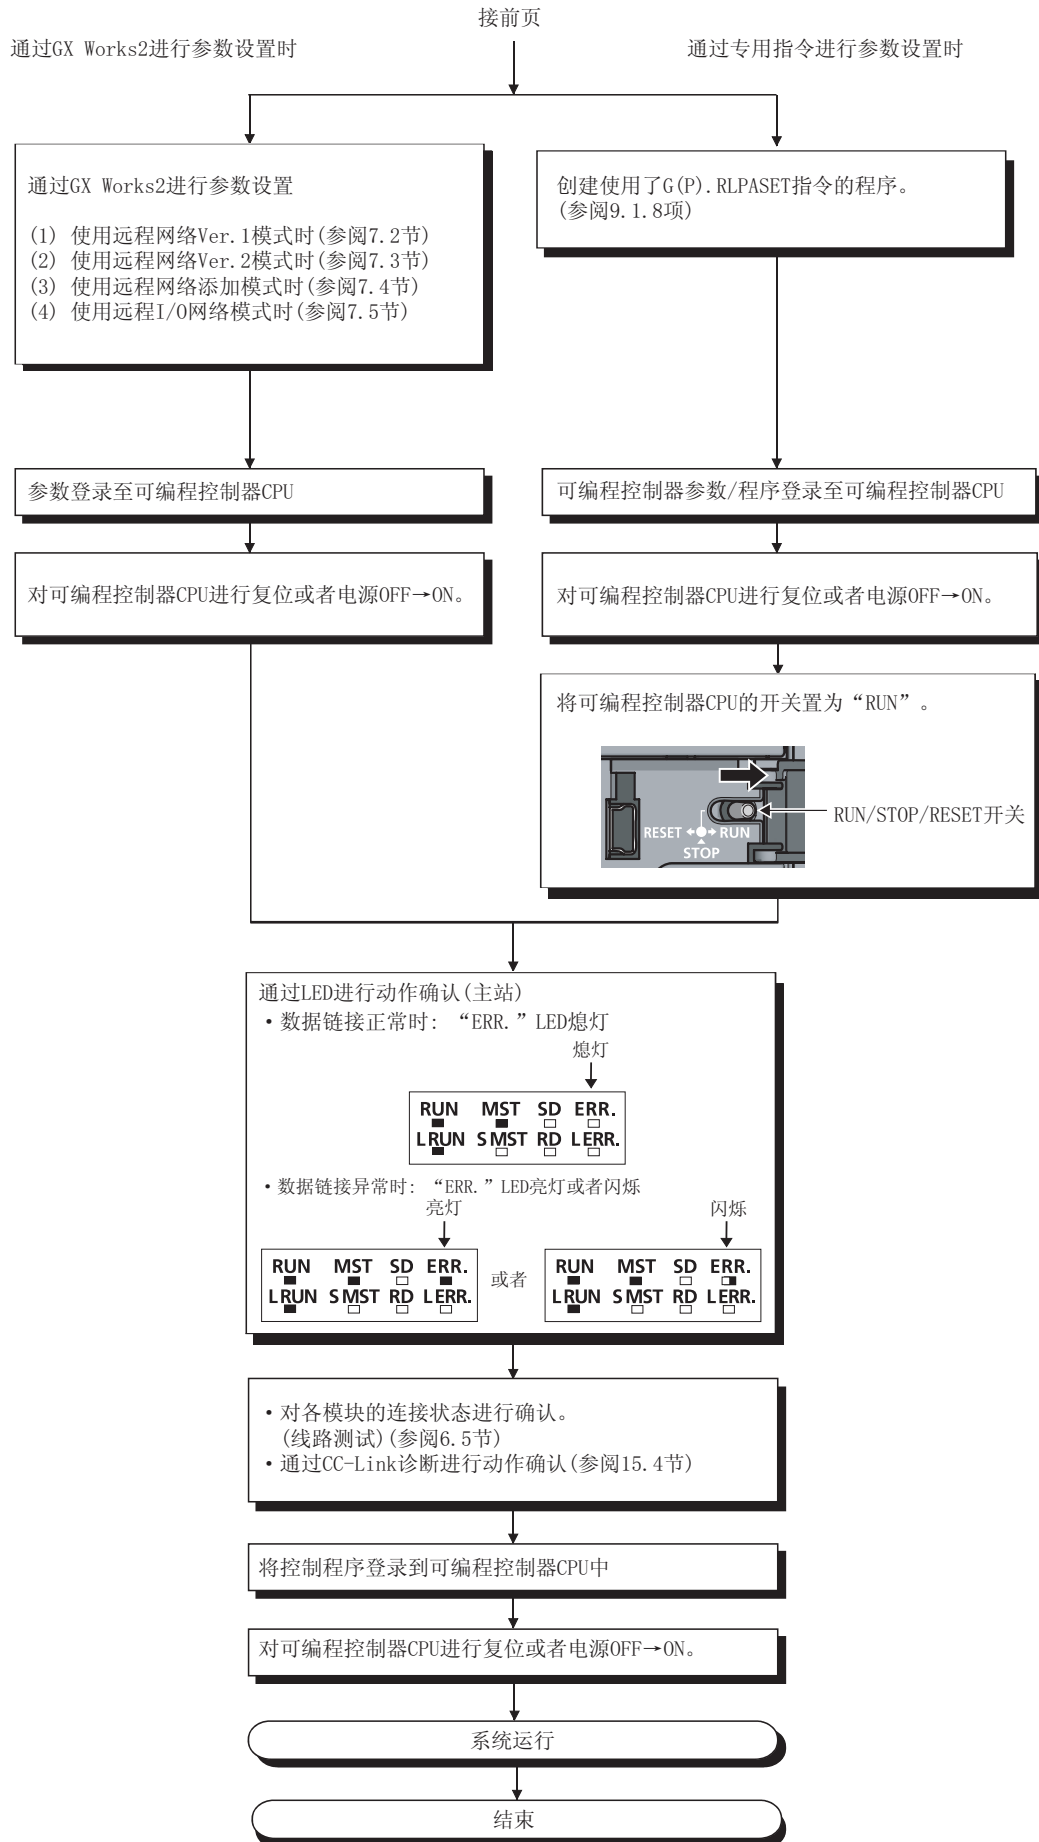 接前页
通过GX Works2进行参数设置时
通过专用指令进行参数设置时
通过GX Works2进行参数设置
(1) 使用远程网络Ver.1模式时(参阅7.2节)
(2) 使用远程网络Ver.2模式时(参阅7.3节)
(3) 使用远程网络添加模式时(参阅7.4节)
(4) 使用远程I/O网络模式时(参阅7.5节)
创建使用了G(P).RLPASET指令的程序。
(参阅9.1.8项)
参数登录至可编程控制器CPU
可编程控制器参数/程序登录至可编程控制器CPU
对可编程控制器CPU进行复位或者电源OFF→ON。
对可编程控制器CPU进行复位或者电源OFF→ON。
将可编程控制器CPU的开关置为“RUN”。
RUN/STOP/RESET开关
RESET RUN
STOP
通过LED进行动作确认(主站)
・数据链接正常时: “ERR.”LED熄灯
熄灯
RUN MST SD ERR.
L RUN S MST RD L ERR.
・数据链接异常时: “ERR.”LED亮灯或者闪烁
亮灯
闪烁
RUN MST SD ERR.
L RUN S MST RD L ERR.
或者
RUN MST SD ERR.
L RUN S MST RD L ERR.
・对各模块的连接状态进行确认。
(线路测试)(参阅6.5节)
・通过CC-Link诊断进行动作确认(参阅15.4节)
将控制程序登录到可编程控制器CPU中
对可编程控制器CPU进行复位或者电源OFF→ON。
系统运行
结束